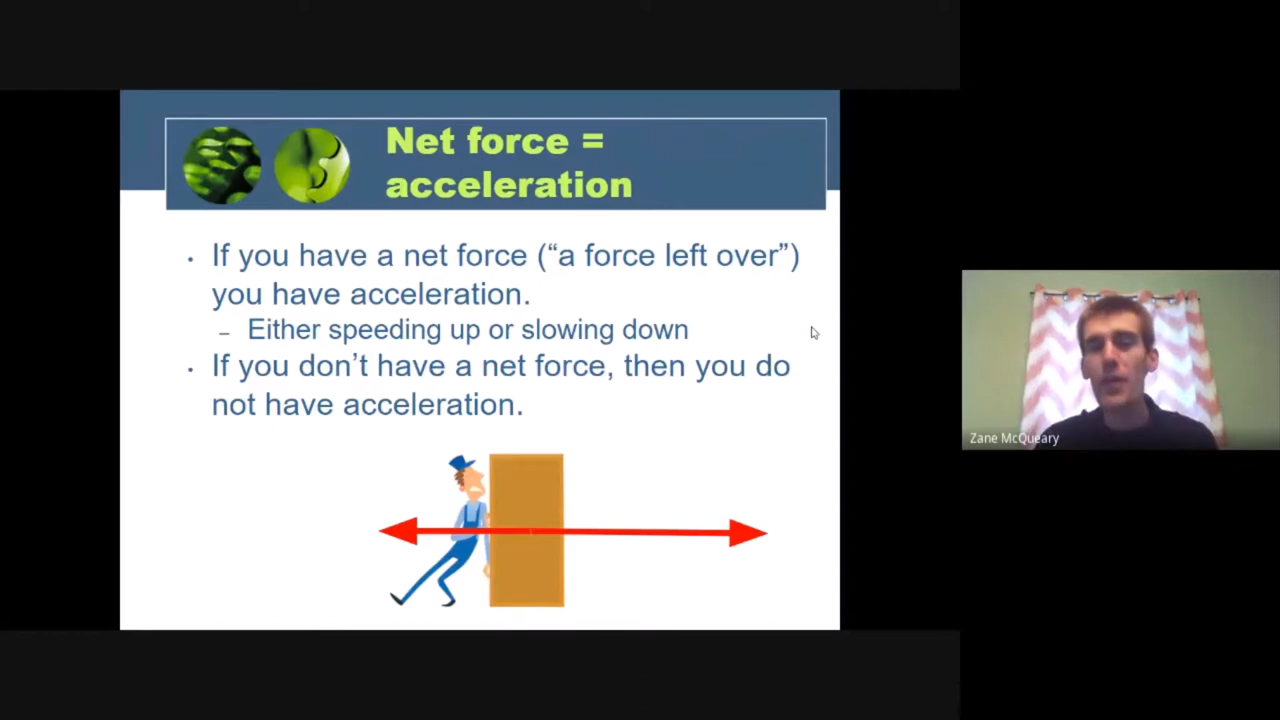 Net force =
acceleration
• If you have a net force (“a force left over”)
you have acceleration.
– Either speeding up or slowing down
• If you don’t have a net force, then you do
not have acceleration.
Zane McQueary